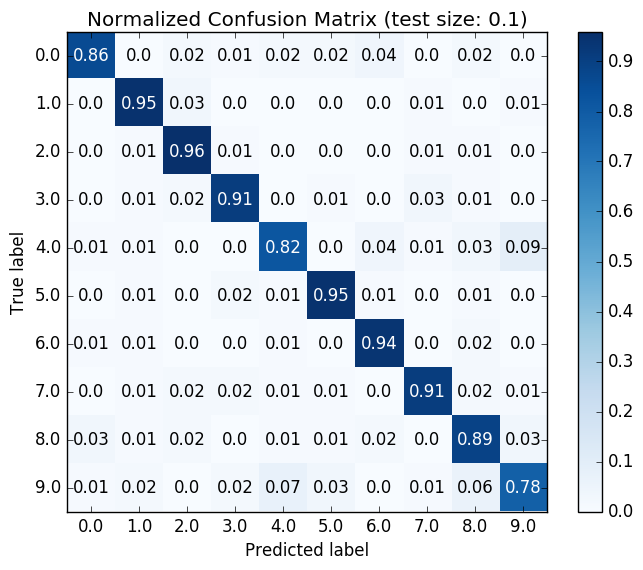 Normalized Confusion Matrix (test size: 0.1)
0.0 0.86 0.0 0.02 0.01 0.02 0.02 0.04 0.0 0.02 0.0
1.0 0.0 0.95 0.03 0.0 0.0 0.0 0.0 0.01 0.0 0.01
2.0 0.0 0.01 0.96 0.01 0.0 0.0 0.0 0.01 0.01 0.0
3.0 0.0 0.01 0.02 0.91 0.0 0.01 0.0 0.03 0.01 0.0
4.0 0.01 0.01 0.0 0.0 0.82 0.0 0.04 0.01 0.03 0.09
5.0 0.0 0.01 0.0 0.02 0.01 0.95 0.01 0.0 0.01 0.0
6.0 0.01 0.01 0.0 0.0 0.01 0.0 0.94 0.0 0.02 0.0
7.0 0.0 0.01 0.02 0.02 0.01 0.01 0.0 0.91 0.02 0.01
8.0 0.03 0.01 0.02 0.0 0.01 0.01 0.02 0.0 0.89 0.03
9.0 0.01 0.02 0.0 0.02 0.07 0.03 0.0 0.01 0.06 0.78
0.0 1.0 2.0 3.0 4.0 5.0 6.0 7.0 8.0 9.0
Predicted label
True label
0.9
0.8
0.7
0.6
0.5
0.4
0.3
0.2
0.1
0.0